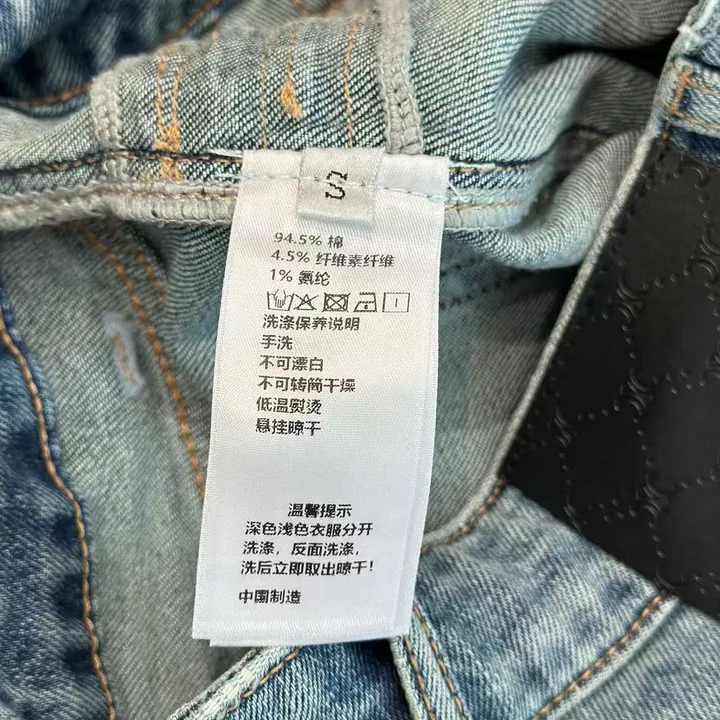 S
94.5% 棉
4.5% 纤维素纤维
1% 氨纶
洗涤保养说明
手洗
不可漂白
不可转筒干燥
低温熨烫
悬挂晾干
温馨提示
深色浅色衣服分开
洗涤，反面洗涤，
洗后立即取出晾干！
中国制造